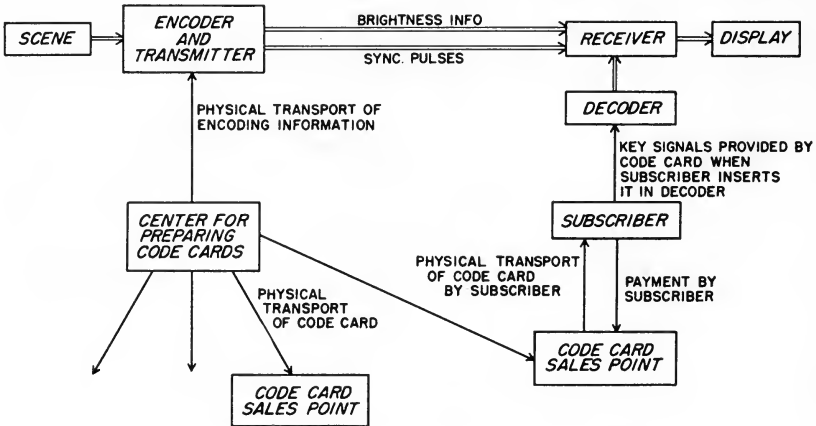 SCENE
ENCODER
AND
TRANSMITTER
BRIGHTNESS INFO
SYNC. PULSES
RECEIVER
DISPLAY
PHYSICAL TRANSPORT OF
ENCODING INFORMATION
DECODER
KEY SIGNALS PROVIDED BY
CODE CARD WHEN
SUBSCRIBER INSERTS
IT IN DECODER
CENTER FOR
PREPARING
CODE CARDS
SUBSCRIBER
PHYSICAL TRANSPORT
OF CODE CARD
BY SUBSCRIBER
PAYMENT BY
SUBSCRIBER
PHYSICAL
TRANSPORT
OF CODE CARD
CODE CARD
SALES POINT
CODE CARD
SALES POINT